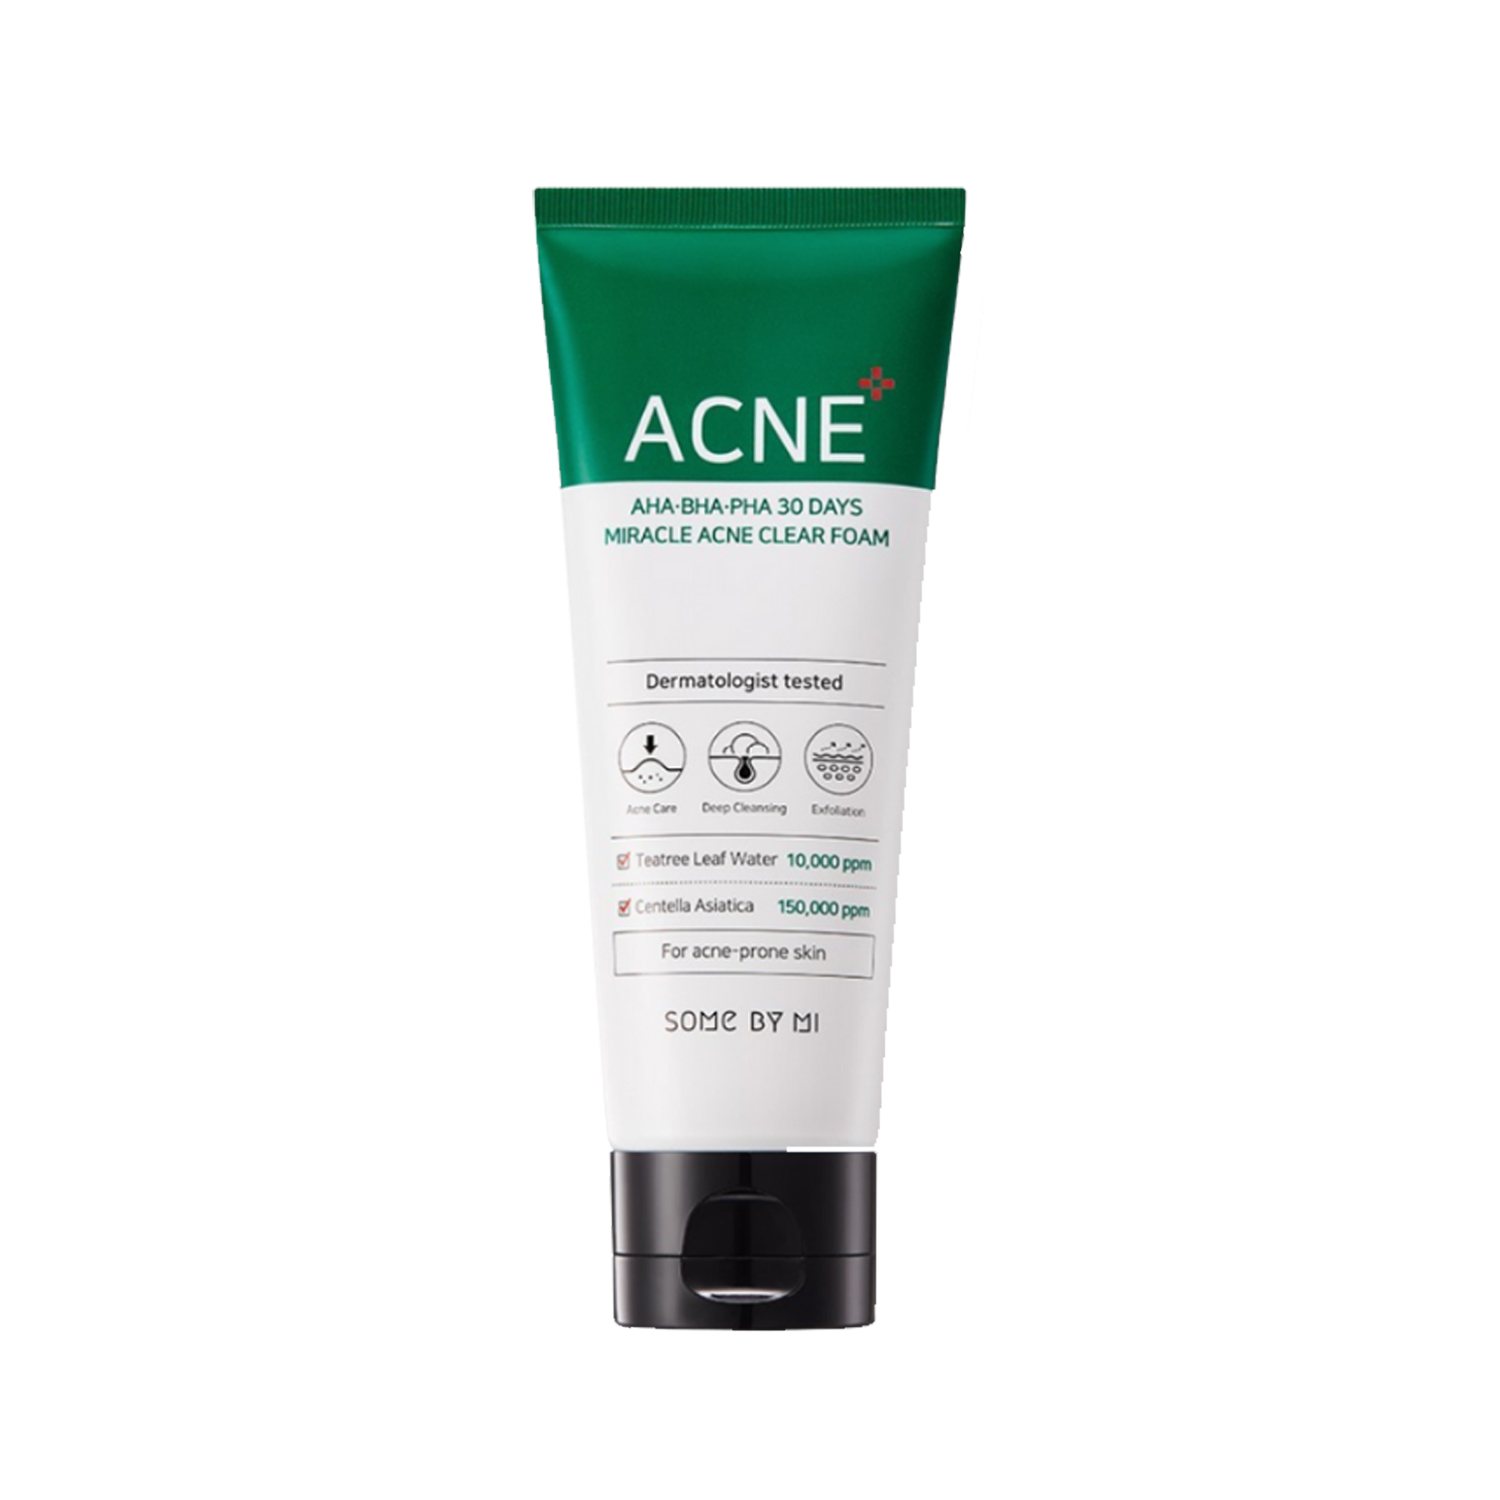 ACNE
AHA·BHA·PHA 30 DAYS
MIRACLE ACNE CLEAR FOAM
Dermatologist tested
Acne Care Deep Cleansing Exfoliation
Teatree Leaf Water 10,000 ppm
Centella Asiatica 150,000 ppm
For acne-prone skin
SOME BY MI